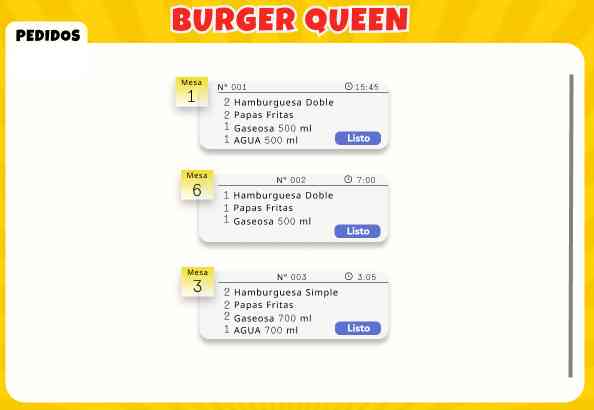 BURGER QUEEN
PEDIDOS
Mesa
1
N° 001 15:45
2 Hamburguesa Doble
2 Papas Fritas
1 Gaseosa 500 ml
1 AGUA 500 ml
Listo
Mesa
6
N° 002 7:00
1 Hamburguesa Doble
1 Papas Fritas
1 Gaseosa 500 ml
Listo
Mesa
3
N° 003 3:05
2 Hamburguesa Simple
2 Papas Fritas
2 Gaseosa 700 ml
1 AGUA 700 ml
Listo